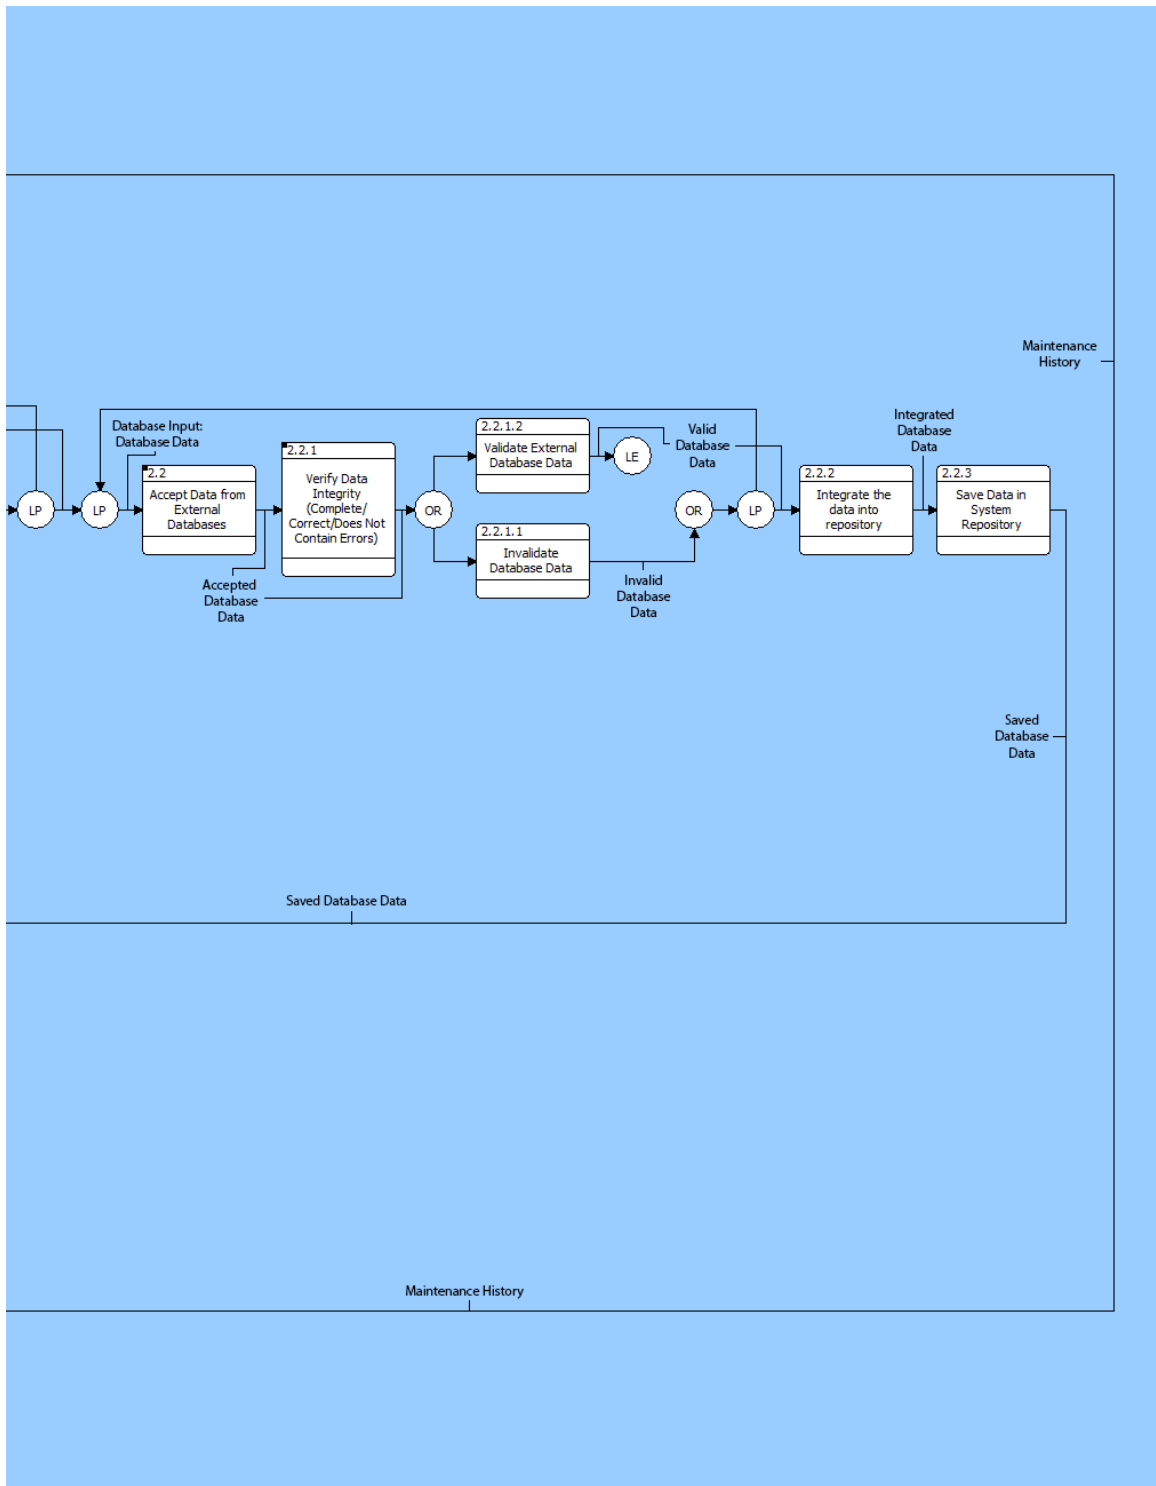 Maintenance
History
Database Input:
Database Data
LP
LP
2.2
Accept Data from
External
Databases
2.2.1
Verify Data
Integrity
(Complete/
Correct/Does Not
Contain Errors)
Accepted
Database
Data
OR
2.2.1.2
Validate External
Database Data
LE
2.2.1.1
Invalidate
Database Data
Invalid
Database
Data
Valid
Database
Data
OR
LP
2.2.2
Integrate the
data into
repository
Integrated
Database
Data
2.2.3
Save Data in
System
Repository
Saved
Database
Data
Saved Database Data
Maintenance History